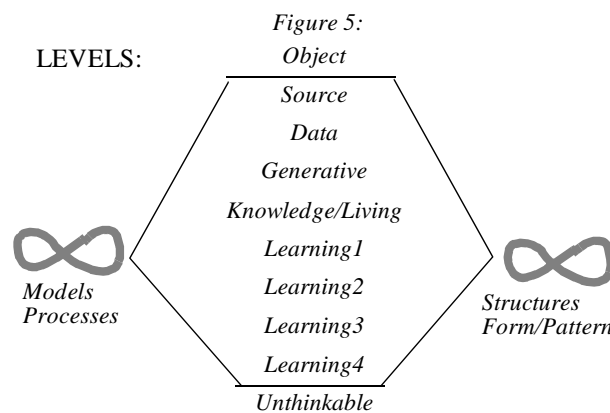 Figure 5:
LEVELS:
Object
Source
Data
Generative
Knowledge/Living
Learning1
Learning2
Learning3
Learning4
Unthinkable
Models
Processes
Structures
Form/Pattern